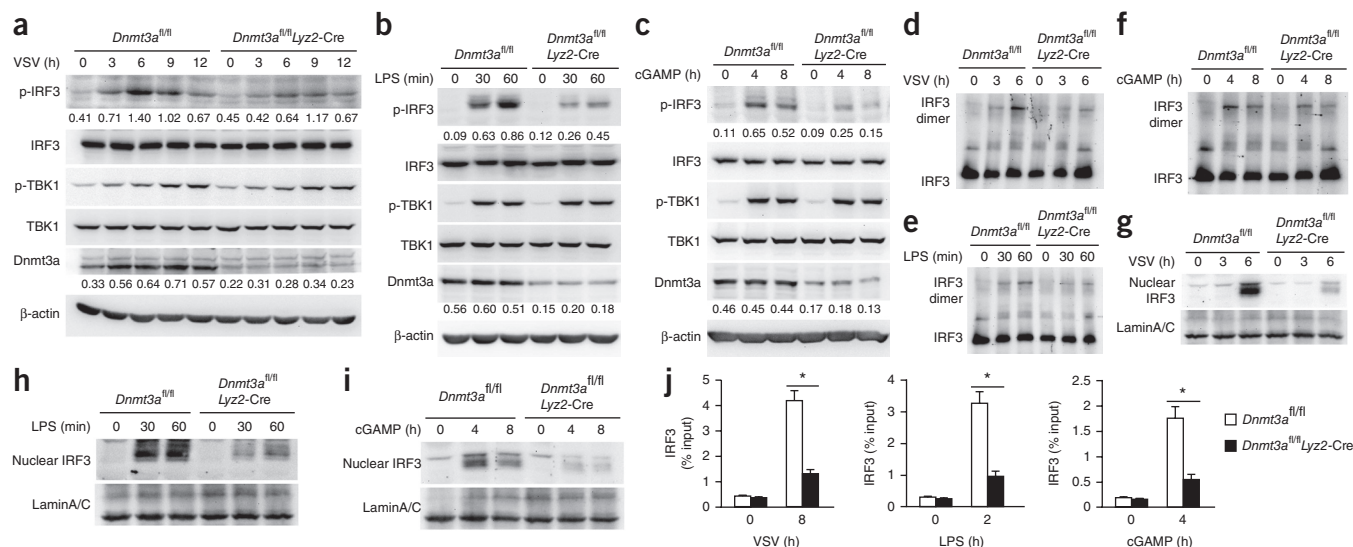 a
Dnmt3a^fl/fl Dnmt3a^fl/fl Lyz2-Cre
VSV (h) 0 3 6 9 12 0 3 6 9 12
p-IRF3
0.41 0.71 1.40 1.02 0.67 0.45 0.42 0.64 1.17 0.67
IRF3
p-TBK1
TBK1
Dnmt3a
0.33 0.56 0.64 0.71 0.57 0.22 0.31 0.28 0.34 0.23
β-actin
b
Dnmt3a^fl/fl
Dnmt3a^fl/fl
Lyz2-Cre
LPS (min) 0 30 60 0 30 60
p-IRF3
0.09 0.63 0.86 0.12 0.26 0.45
IRF3
p-TBK1
TBK1
Dnmt3a
0.56 0.60 0.51 0.15 0.20 0.18
β-actin
c
Dnmt3a^fl/fl
Dnmt3a^fl/fl
Lyz2-Cre
cGAMP (h) 0 4 8 0 4 8
p-IRF3
0.11 0.65 0.52 0.09 0.25 0.15
IRF3
p-TBK1
TBK1
Dnmt3a
0.46 0.45 0.44 0.17 0.18 0.13
β-actin
d
Dnmt3a^fl/fl
Dnmt3a^fl/fl
Lyz2-Cre
VSV (h) 0 3 6 0 3 6
IRF3
dimer
IRF3
e
Dnmt3a^fl/fl
Dnmt3a^fl/fl
Lyz2-Cre
LPS (min) 0 30 60 0 30 60
IRF3
dimer
IRF3
f
Dnmt3a^fl/fl
Dnmt3a^fl/fl
Lyz2-Cre
cGAMP (h) 0 4 8 0 4 8
IRF3
dimer
IRF3
g
Dnmt3a^fl/fl
Dnmt3a^fl/fl
Lyz2-Cre
VSV (h) 0 3 6 0 3 6
Nuclear
IRF3
LaminA/C
h
Dnmt3a^fl/fl
Dnmt3a^fl/fl
Lyz2-Cre
LPS (min) 0 30 60 0 30 60
Nuclear IRF3
LaminA/C
i
Dnmt3a^fl/fl
Dnmt3a^fl/fl
Lyz2-Cre
cGAMP (h) 0 4 8 0 4 8
Nuclear IRF3
LaminA/C
j
IRF3
(% input)
5
4
3
2
1
0
*
0 8
VSV (h)
IRF3 (% input)
4
3
2
1
0
*
0 2
LPS (h)
IRF3 (% input)
2.5
2
1.5
1
0.5
0
*
0 4
cGAMP (h)
Dnmt3a^fl/fl
Dnmt3a^fl/fl Lyz2-Cre